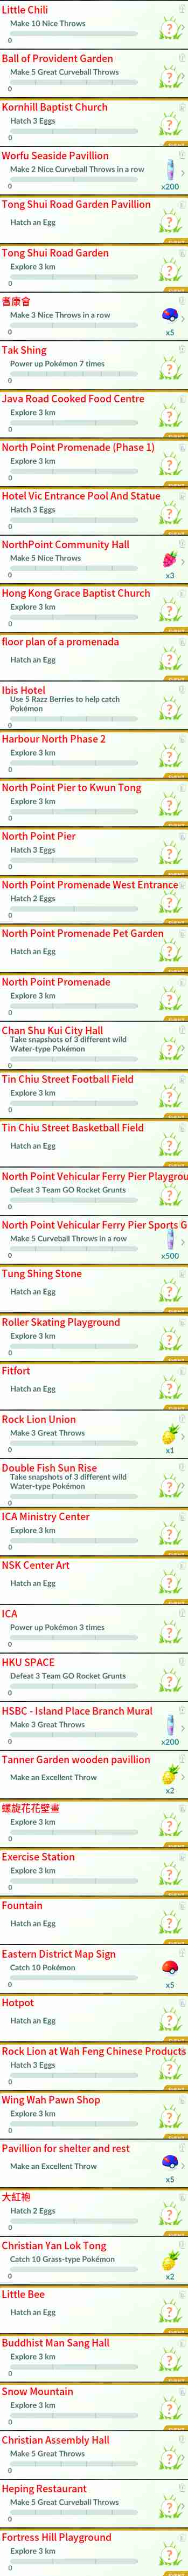 Little Chili
Make 10 Nice Throws
0
Ball of Provident Garden
Make 5 Great Curveball Throws
0
Kornhill Baptist Church
Hatch 3 Eggs
0
Worfu Seaside Pavillion
Make 2 Nice Curveball Throws in a row
0
x200
Tong Shui Road Garden Pavillion
Hatch an Egg
Tong Shui Road Garden
Explore 3 km
0
耆康會
Make 3 Nice Throws in a row
0
x5
Tak Shing
Power up Pokémon 7 times
0
Java Road Cooked Food Centre
Explore 3 km
0
North Point Promenade (Phase 1)
Explore 3 km
0
Hotel Vic Entrance Pool And Statue
Hatch 3 Eggs
0
NorthPoint Community Hall
Make 5 Nice Throws
0
x3
Hong Kong Grace Baptist Church
Explore 3 km
0
floor plan of a promenada
Hatch an Egg
Ibis Hotel
Use 5 Razz Berries to help catch
Pokémon
0
Harbour North Phase 2
Explore 3 km
0
North Point Pier to Kwun Tong
Explore 3 km
0
North Point Pier
Hatch 3 Eggs
0
North Point Promenade West Entrance
Hatch 2 Eggs
0
North Point Promenade Pet Garden
Hatch an Egg
North Point Promenade
Explore 3 km
0
Chan Shu Kui City Hall
Take snapshots of 3 different wild
Water-type Pokémon
0
Tin Chiu Street Football Field
Explore 3 km
0
Tin Chiu Street Basketball Field
Hatch an Egg
North Point Vehicular Ferry Pier Playgrou
Defeat 3 Team GO Rocket Grunts
0
North Point Vehicular Ferry Pier Sports G
Make 5 Curveball Throws in a row
0
x500
Tung Shing Stone
Hatch an Egg
Roller Skating Playground
Explore 3 km
0
Fitfort
Hatch an Egg
Rock Lion Union
Make 3 Great Throws
0
x1
Double Fish Sun Rise
Take snapshots of 3 different wild
Water-type Pokémon
0
ICA Ministry Center
Explore 3 km
0
NSK Center Art
Hatch an Egg
ICA
Power up Pokémon 3 times
0
HKU SPACE
Defeat 3 Team GO Rocket Grunts
0
HSBC - Island Place Branch Mural
Make 3 Great Throws
0
x200
Tanner Garden wooden pavillion
Make an Excellent Throw
x2
螺旋花花壁畫
Explore 3 km
0
Exercise Station
Explore 3 km
0
Fountain
Hatch an Egg
Eastern District Map Sign
Catch 10 Pokémon
0
x5
Hotpot
Hatch an Egg
Rock Lion at Wah Feng Chinese Products
Hatch 3 Eggs
0
Wing Wah Pawn Shop
Explore 3 km
0
Pavillion for shelter and rest
Make an Excellent Throw
x5
大紅袍
Hatch 2 Eggs
0
Christian Yan Lok Tong
Catch 10 Grass-type Pokémon
0
x2
Little Bee
Hatch an Egg
Buddhist Man Sang Hall
Explore 3 km
0
Snow Mountain
Explore 3 km
0
Christian Assembly Hall
Make 5 Great Throws
0
Heping Restaurant
Make 5 Great Curveball Throws
0
Fortress Hill Playground
Explore 3 km
0